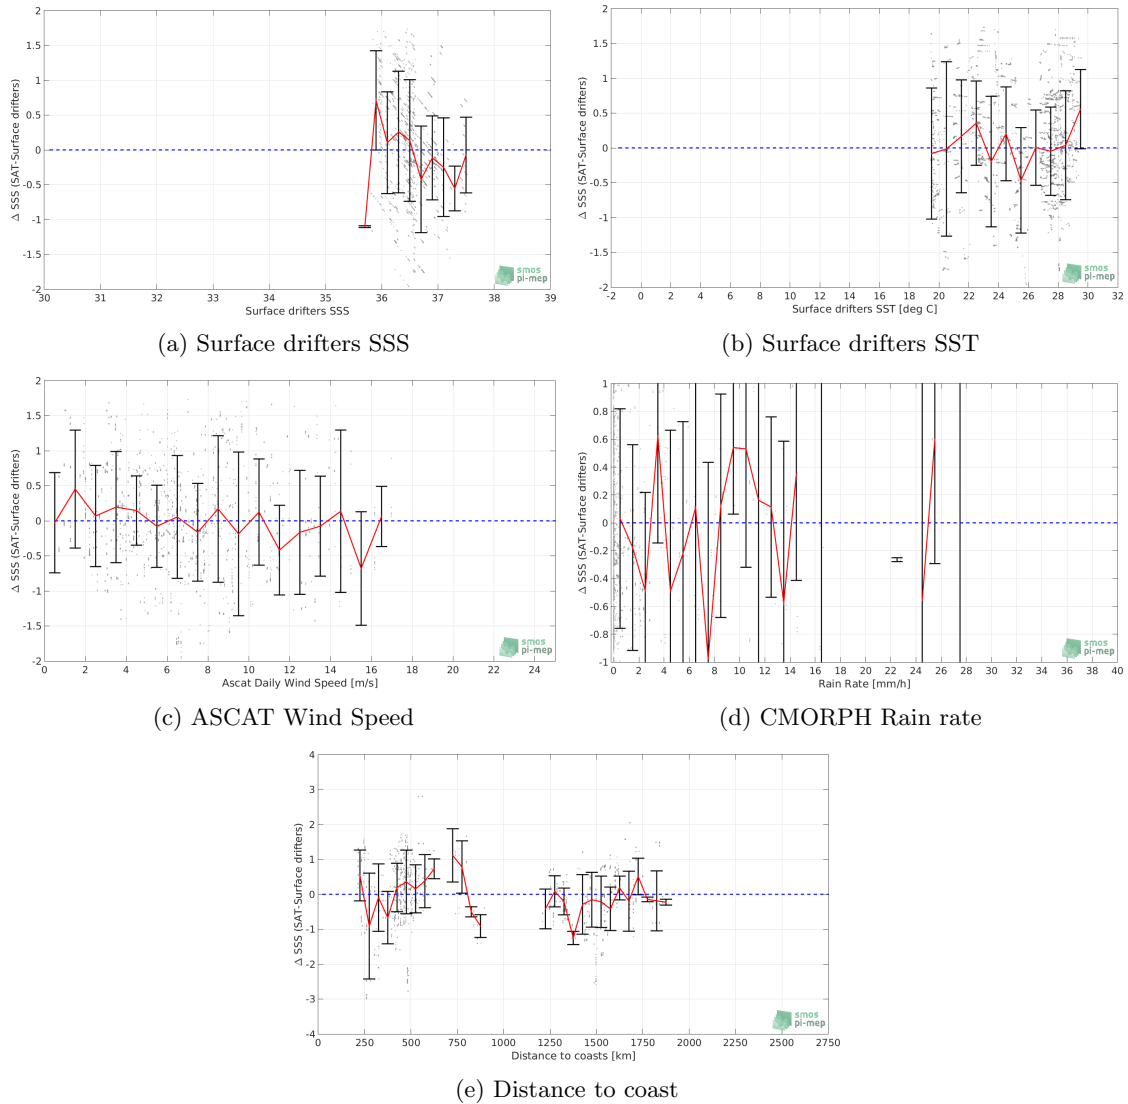 2
1.5
1
0.5
0
-0.5
-1
-1.5
-2
Δ SSS (SAT-Surface drifters)
30 31 32 33 34 35 36 37 38 39
Surface drifters SSS
smos
pi-mep
(a) Surface drifters SSS
2
1.5
1
0.5
0
-0.5
-1
-1.5
-2
Δ SSS (SAT-Surface drifters)
-2 0 2 4 6 8 10 12 14 16 18 20 22 24 26 28 30 32
Surface drifters SST [deg C]
smos
pi-mep
(b) Surface drifters SST
2
1.5
1
0.5
0
-0.5
-1
-1.5
-2
Δ SSS (SAT-Surface drifters)
0 2 4 6 8 10 12 14 16 18 20 22 24
Ascat Daily Wind Speed [m/s]
smos
pi-mep
(c) ASCAT Wind Speed
1
0.8
0.6
0.4
0.2
0
-0.2
-0.4
-0.6
-0.8
-1
Δ SSS (SAT-Surface drifters)
0 2 4 6 8 10 12 14 16 18 20 22 24 26 28 30 32 34 36 38 40
Rain Rate [mm/h]
smos
pi-mep
(d) CMORPH Rain rate
4
3
2
1
0
-1
-2
-3
-4
Δ SSS (SAT-Surface drifters)
0 250 500 750 1000 1250 1500 1750 2000 2250 2500 2750
Distance to coasts [km]
smos
pi-mep
(e) Distance to coast